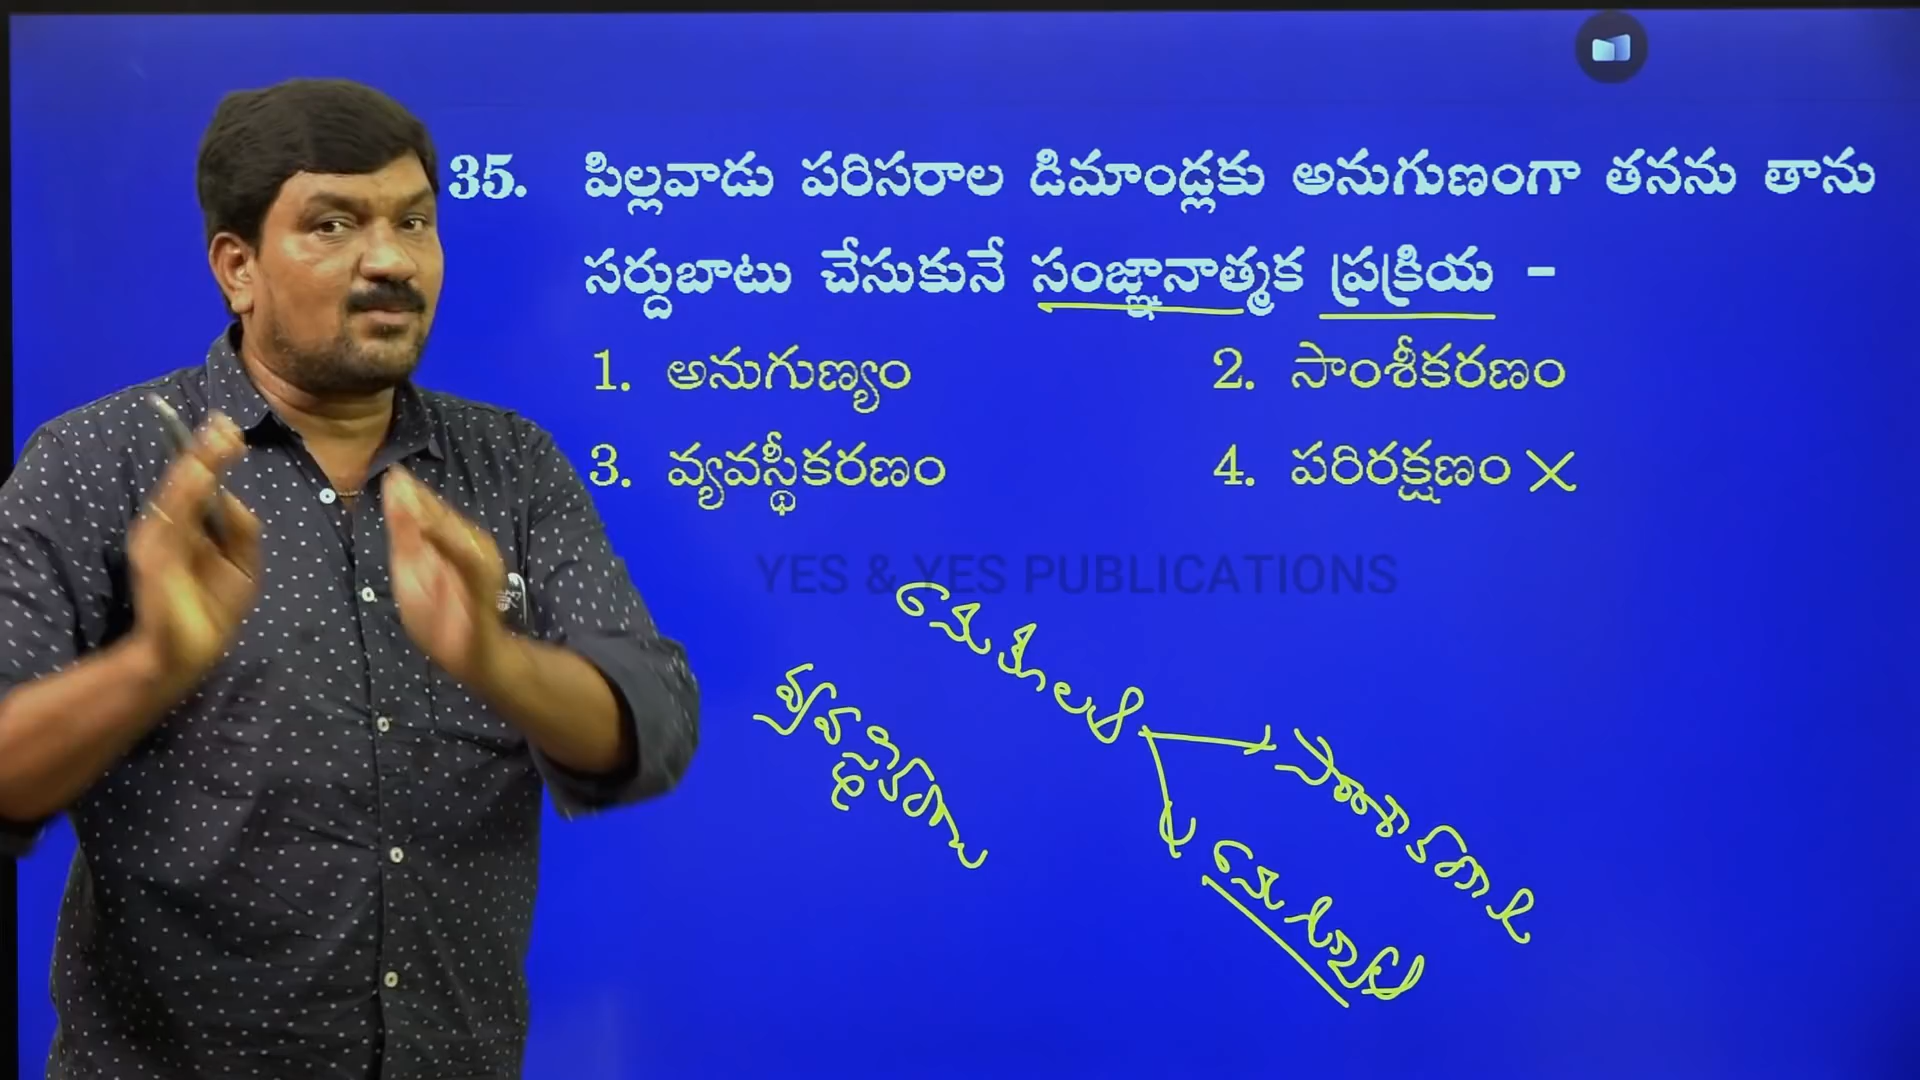 35. పిల్లవాడు పరిసరాల డిమాండ్లకు అనుగుణంగా తనను తాను
సర్దుబాటు చేసుకునే సంజ్ఞానాత్మక ప్రక్రియ -
1. అనుగుణ్యం 2. సాంశీకరణం
3. వ్యవస్థీకరణం 4. పరిరక్షణం ×
YES & YES PUBLICATIONS